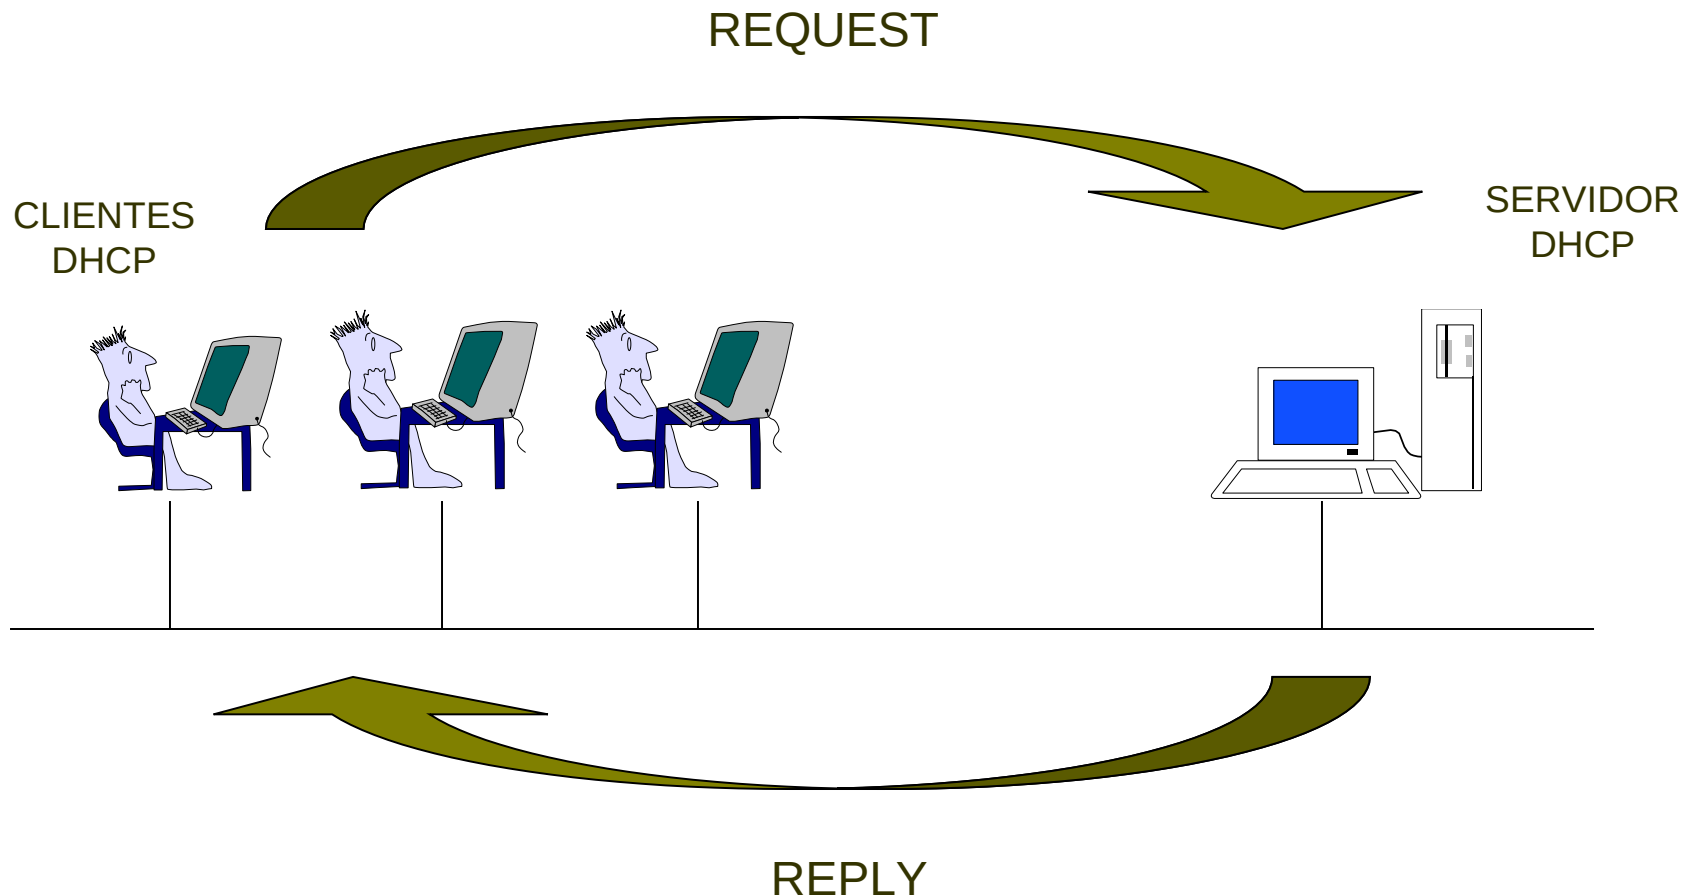 REQUEST
CLIENTES
DHCP
SERVIDOR
DHCP
REPLY